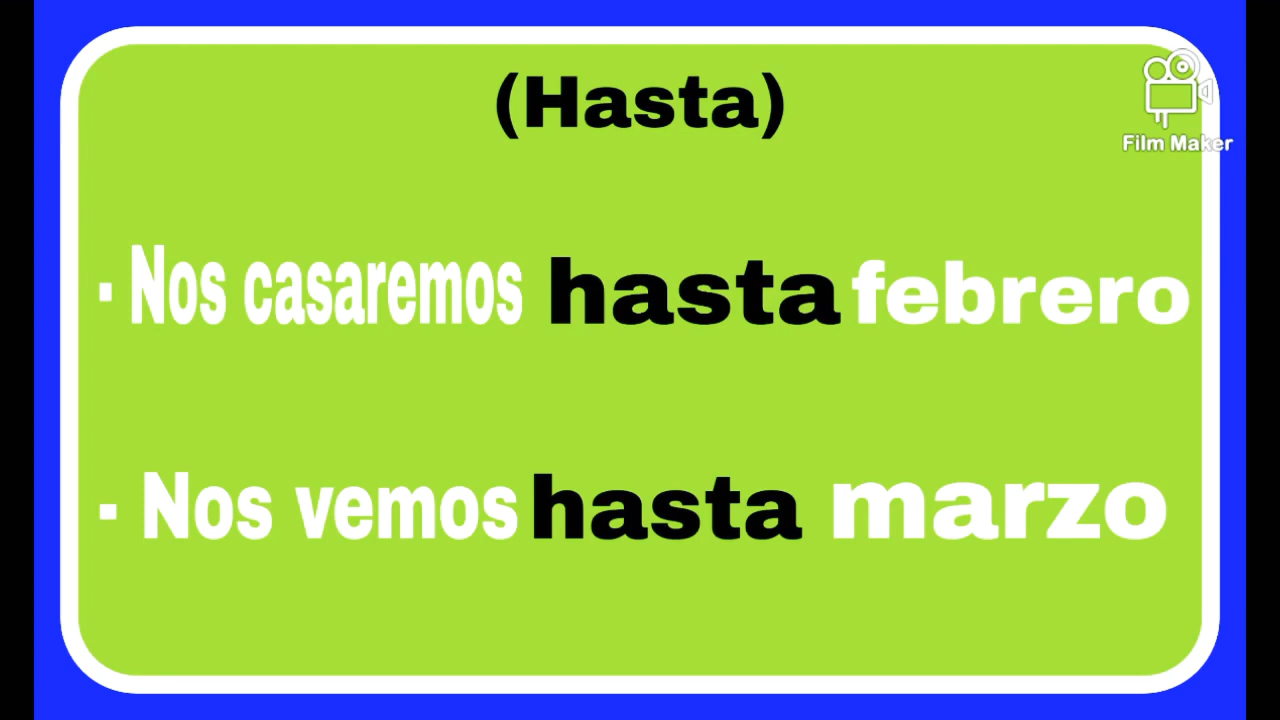 (Hasta)
Film Maker
- Nos casaremos hasta febrero
- Nos vemos hasta marzo